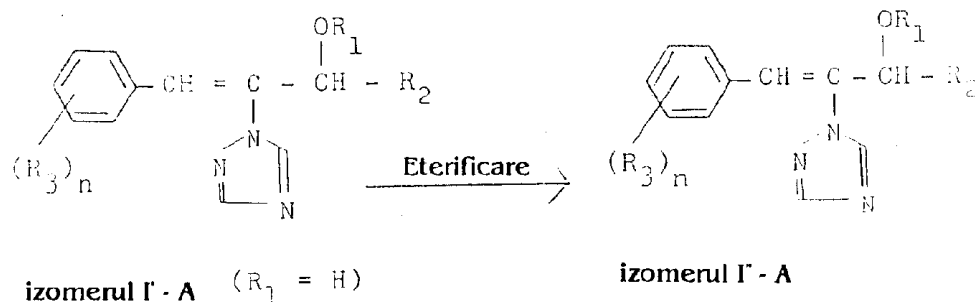 OR1
OR1
CH = C - CH - R2
CH = C - CH - R2
(R3)n
N
N
N
Eterificare
(R3)n
N
N
N
izomerul I' - A (R1 = H)
izomerul I" - A